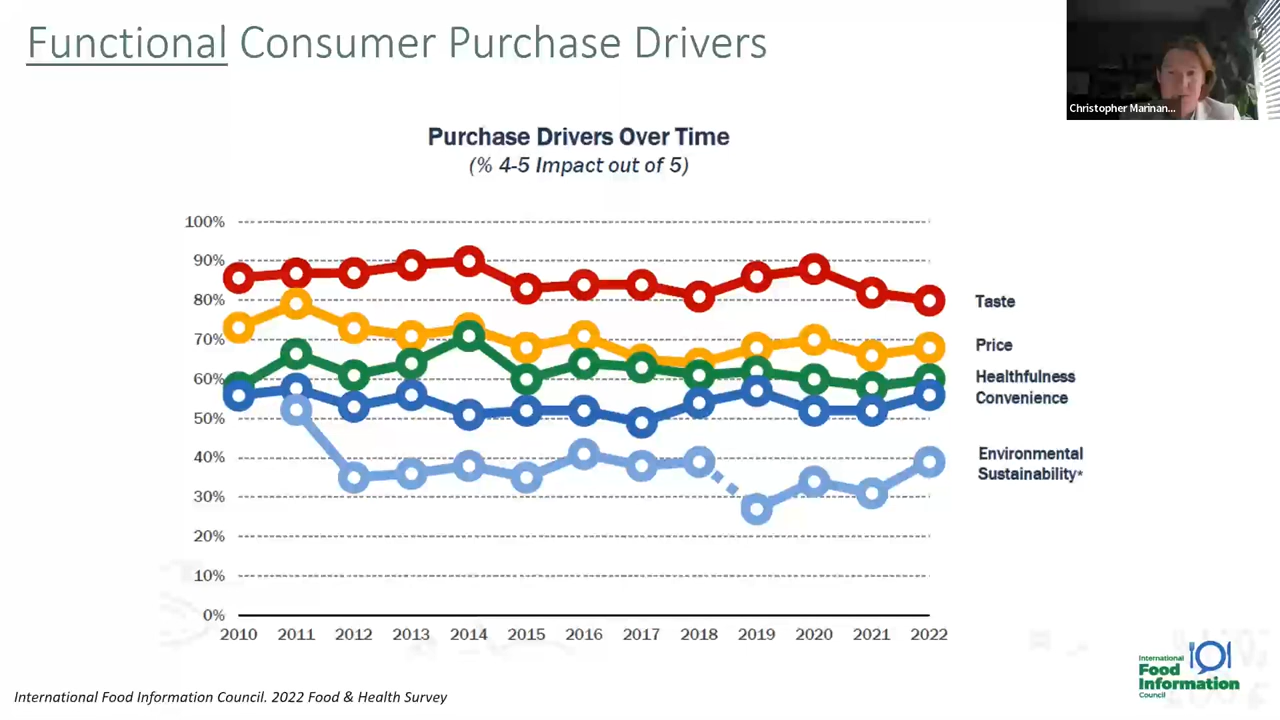 Functional Consumer Purchase Drivers
Christopher Marinan...
Purchase Drivers Over Time
(% 4-5 Impact out of 5)
100%
90%
80%
70%
60%
50%
40%
30%
20%
10%
0%
2010 2011 2012 2013 2014 2015 2016 2017 2018 2019 2020 2021 2022
Taste
Price
Healthfulness
Convenience
Environmental
Sustainability*
International
Food
Information
Council
International Food Information Council. 2022 Food & Health Survey